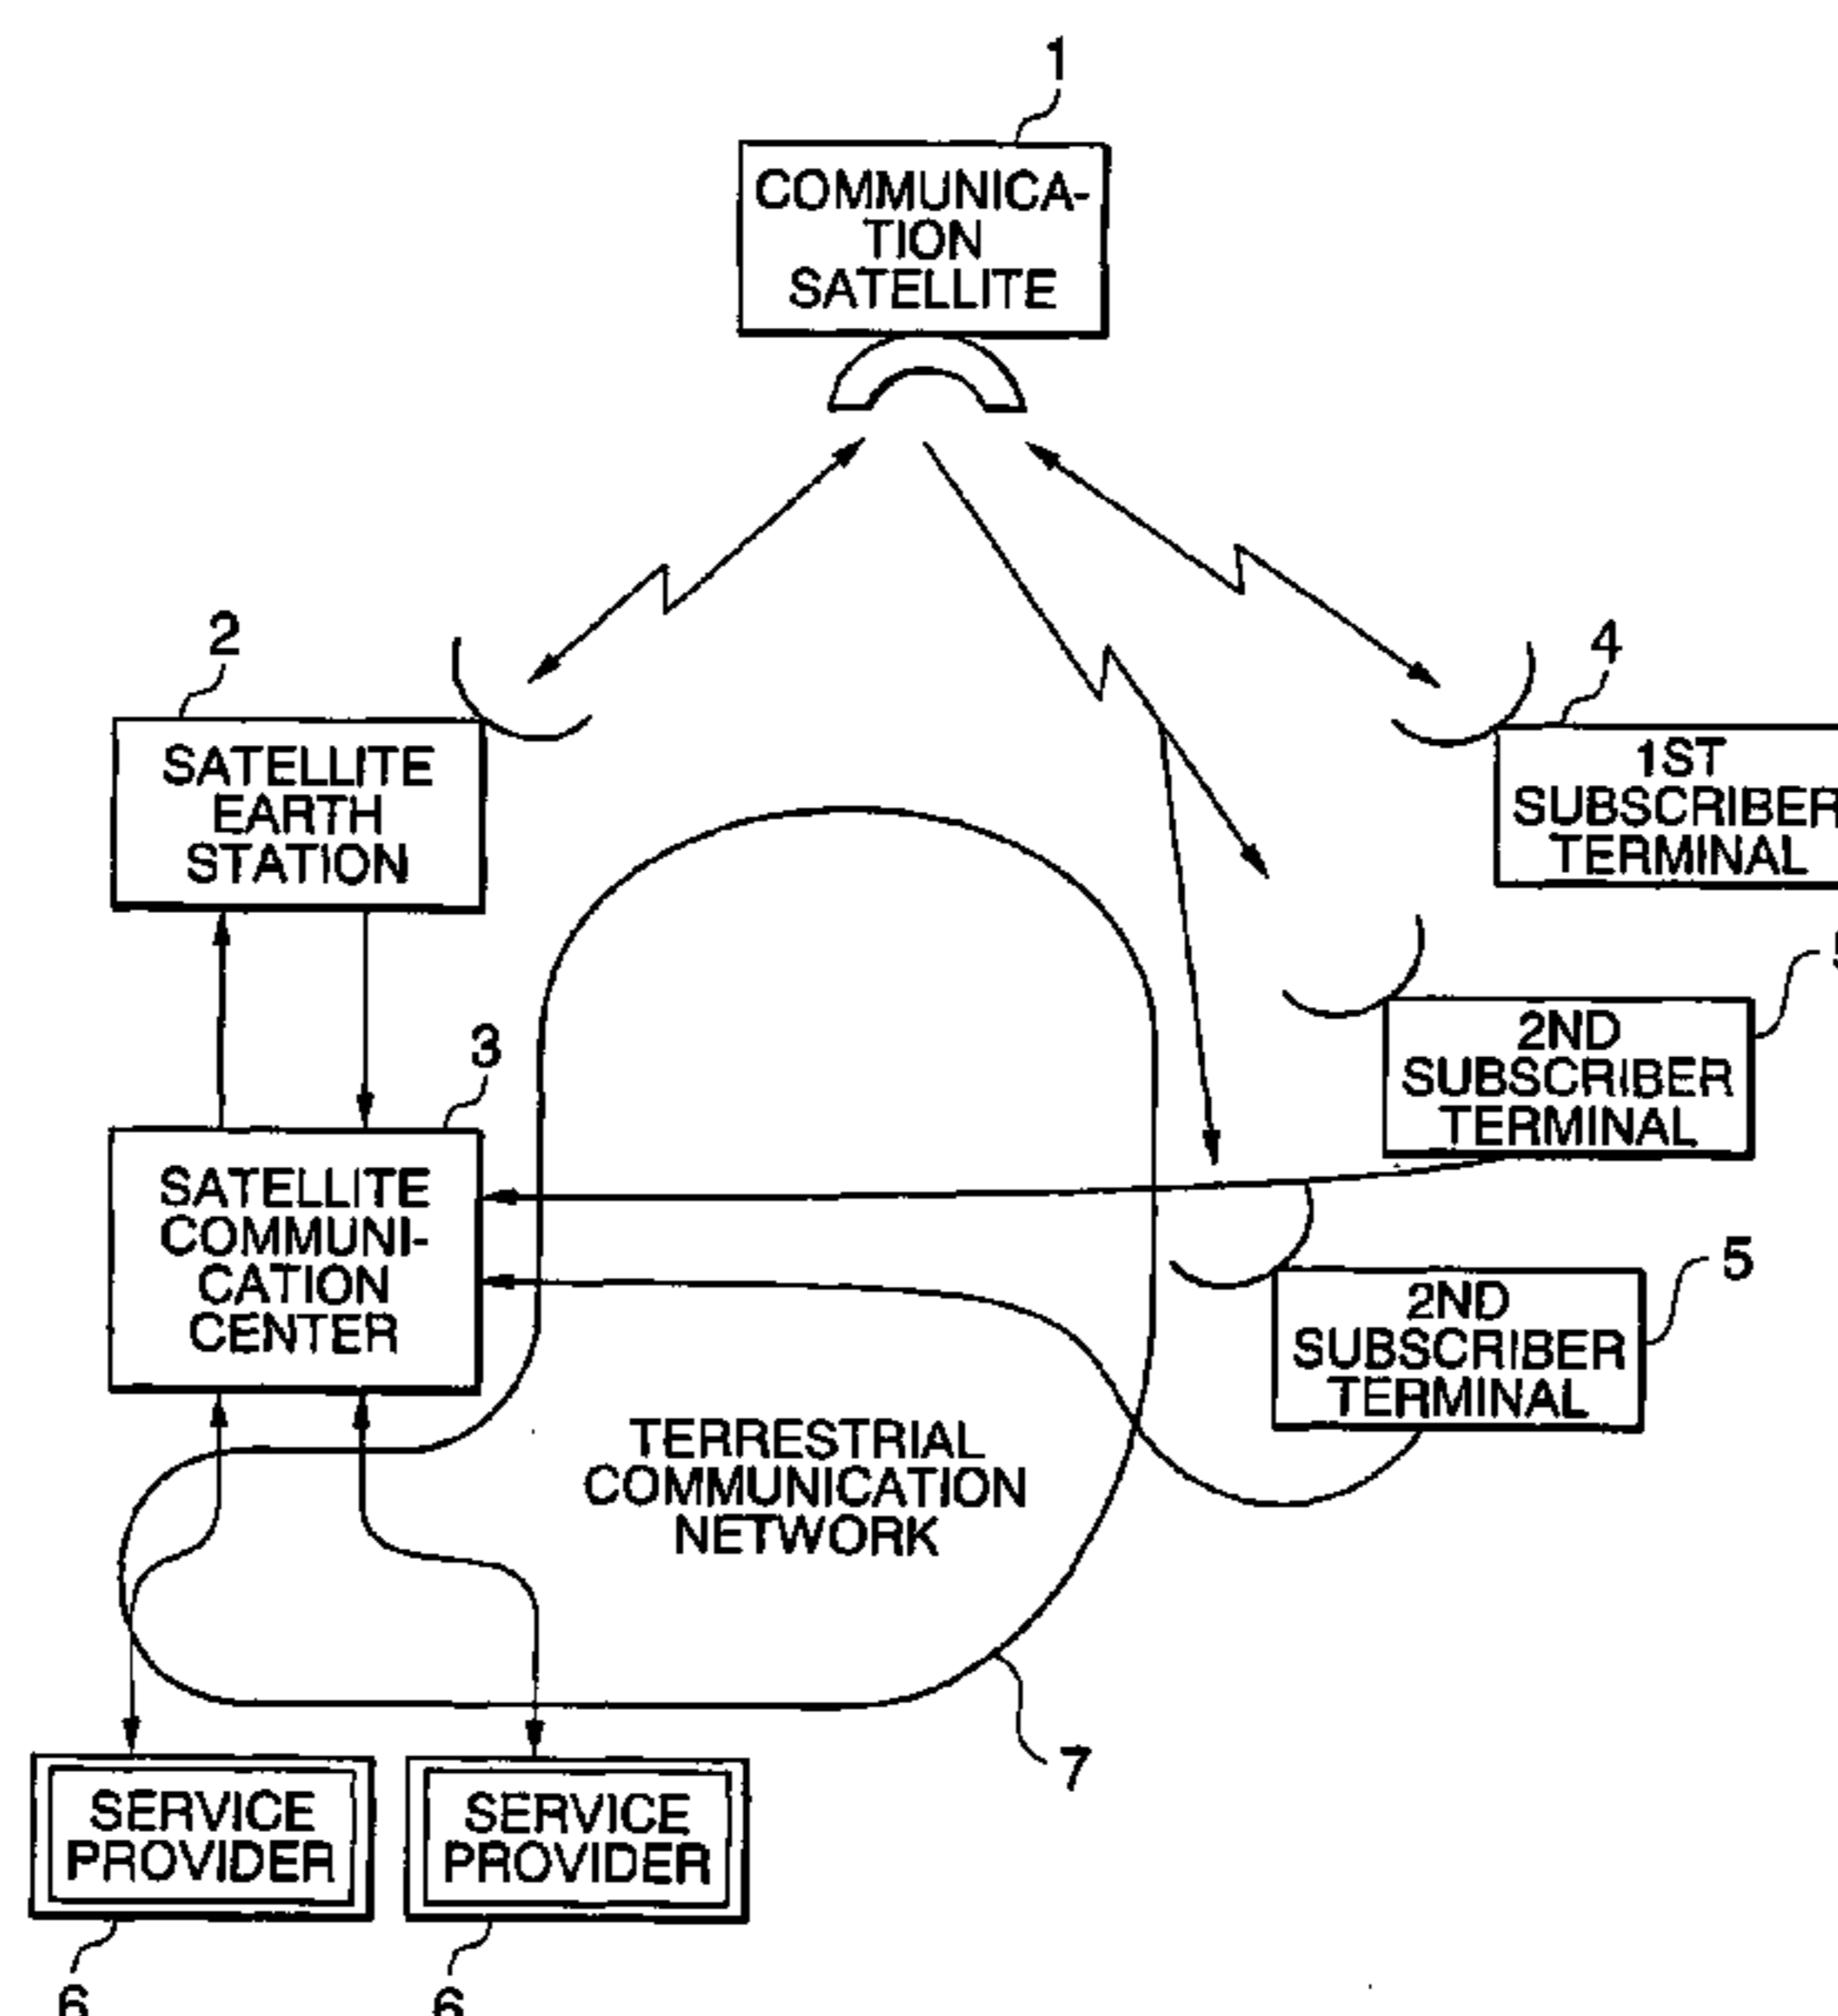 1
COMMUNICA-
TION
SATELLITE
2
4
SATELLITE
EARTH
STATION
1ST
SUBSCRIBER
TERMINAL
2ND
SUBSCRIBER
TERMINAL
3
SATELLITE
COMMUNI-
CATION
CENTER
5
2ND
SUBSCRIBER
TERMINAL
TERRESTRIAL
COMMUNICATION
NETWORK
7
SERVICE
PROVIDER
SERVICE
PROVIDER
6
6